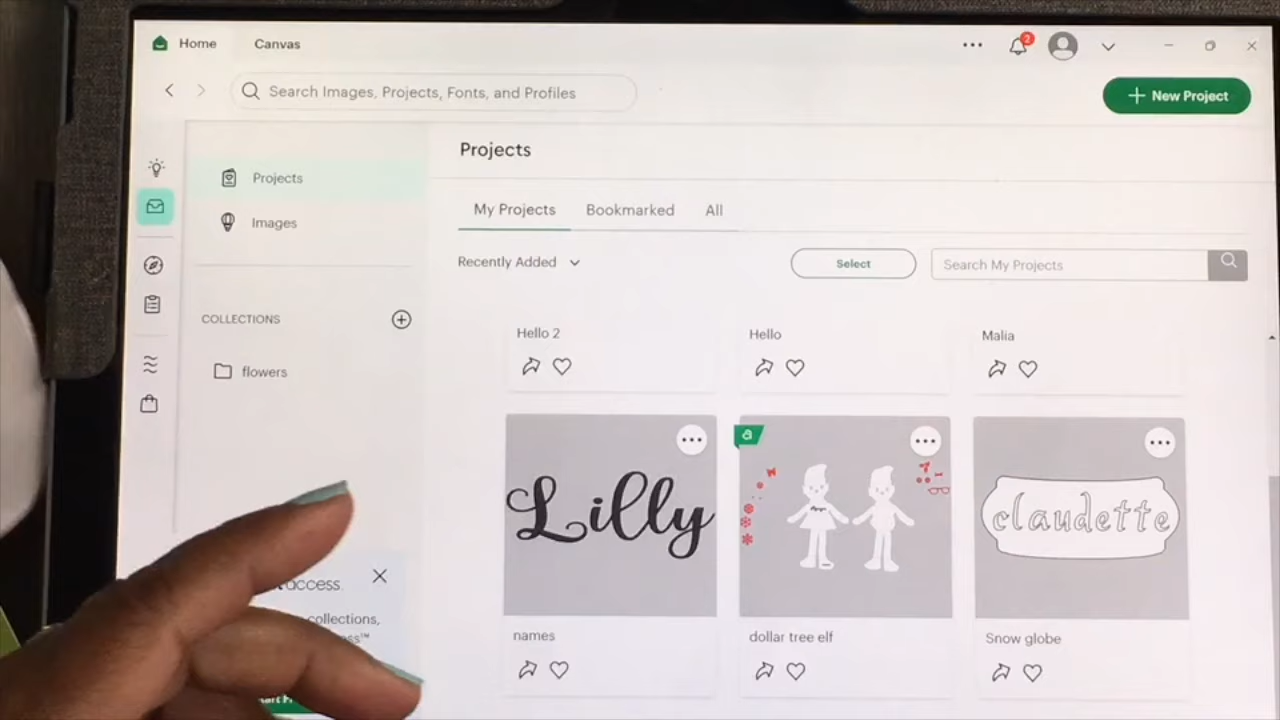 Home
Canvas
2
Search Images, Projects, Fonts, and Profiles
New Project
Projects
Images
COLLECTIONS
flowers
access.
collections,
Projects
My Projects
Bookmarked
All
Recently Added
Select
Search My Projects
Hello 2
Hello
Malia
Lilly
a
claudette
names
dollar tree elf
Snow globe